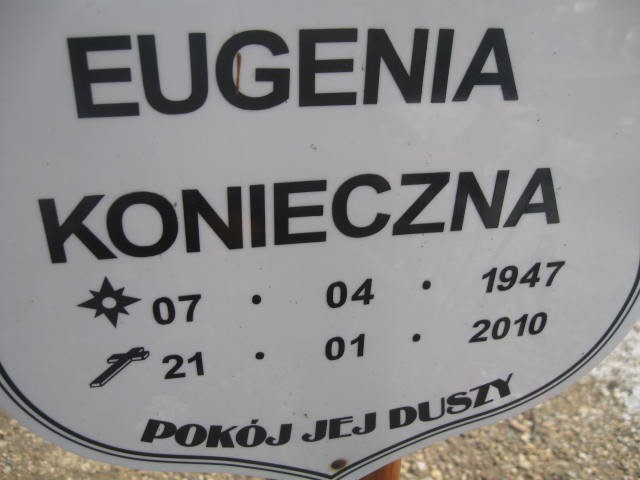 EUGENIA
KONIECZNA
07 · 04 · 1947
21 · 01 · 2010
POKÓJ JEJ DUSZY